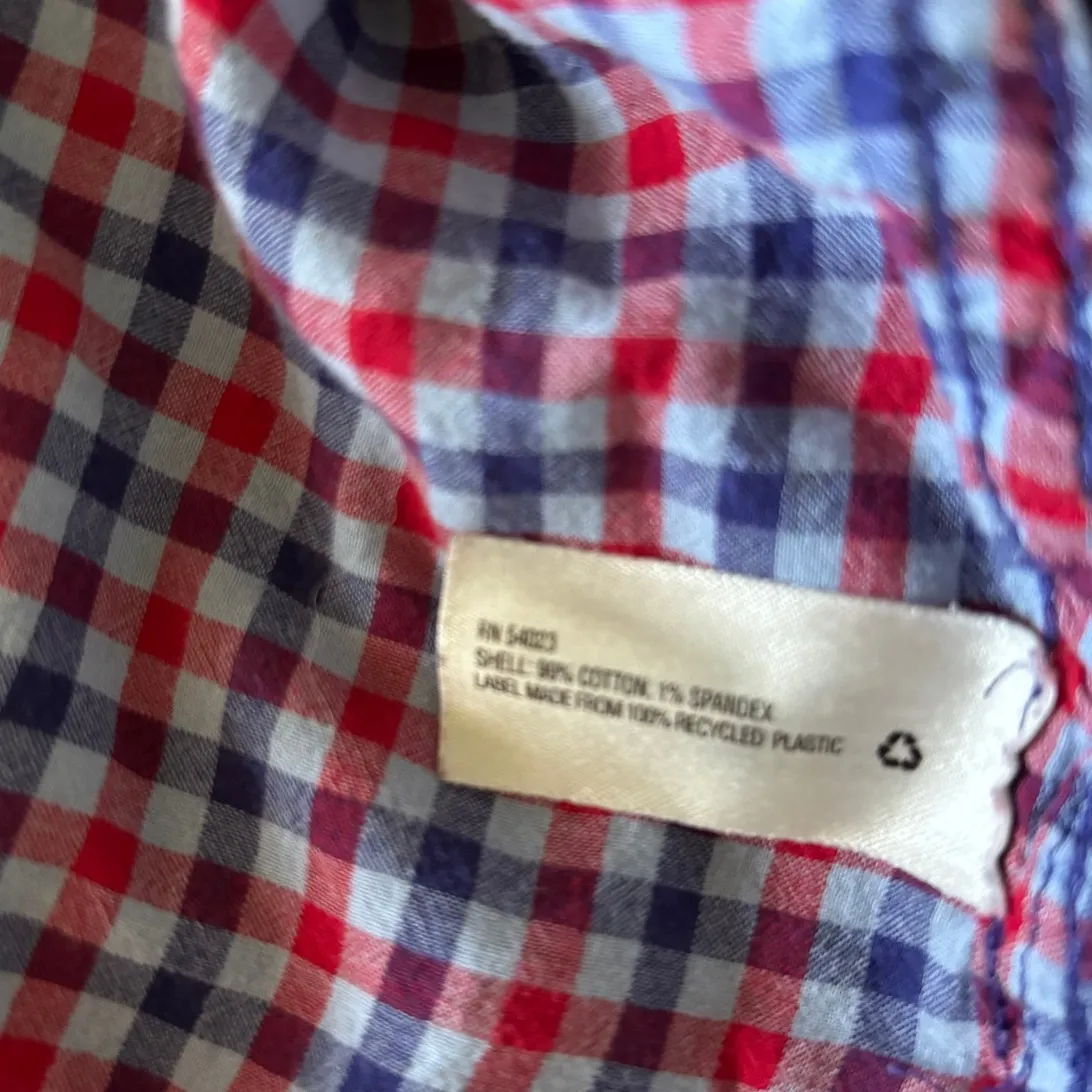 RN 54023
SHELL: 99% COTTON, 1% SPANDEX
LABEL MADE FROM 100% RECYCLED PLASTIC